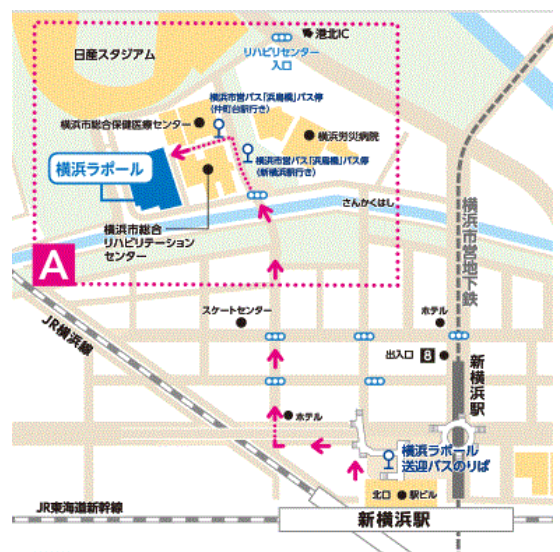 日産スタジアム
港北IC
リハビリセンター
入口
横浜市営バス「浜鳥橋」バス停
(仲町台駅行き)
横浜市総合保健医療センター
横浜労災病院
横浜市営バス「浜鳥橋」バス停
(新横浜駅行き)
横浜ラポール
さんかくはし
横浜市総合
リハビリテーション
センター
A
横浜市営地下鉄
JR横浜線
スケートセンター
ホテル
出入口 8
新横浜駅
ホテル
横浜ラポール
送迎バスのりば
北口
駅ビル
JR東海道新幹線
新横浜駅